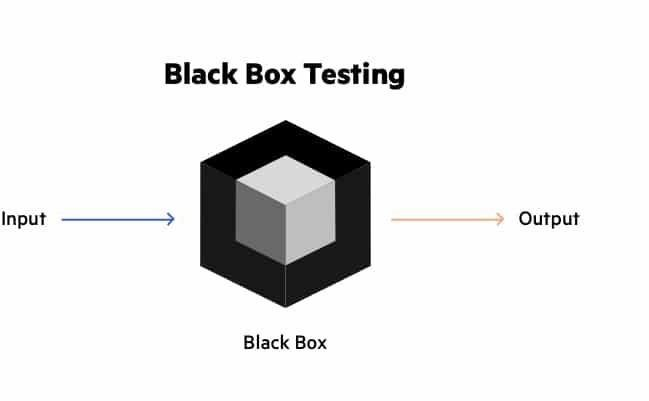 Black Box Testing
Input
Output
Black Box